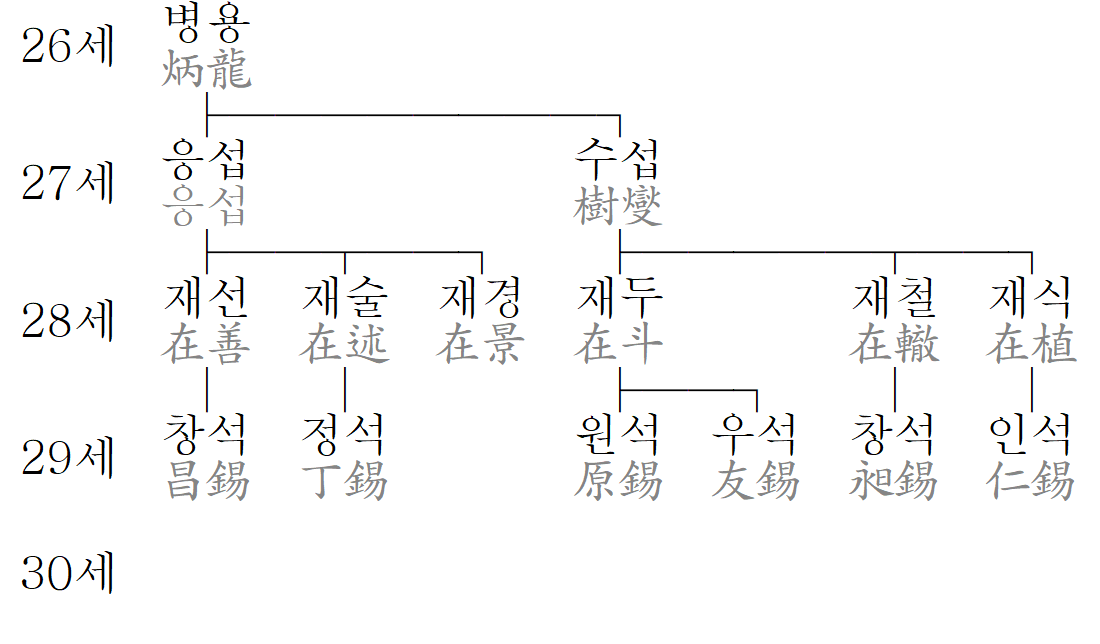 26세 병용
炳龍
27세 응섭 수섭
응섭 樹燮
28세 재선 재술 재경 재두 재철 재식
在善 在述 在景 在斗 在轍 在植
29세 창석 정석 원석 우석 창석 인석
昌錫 丁錫 原錫 友錫 昶錫 仁錫
30세